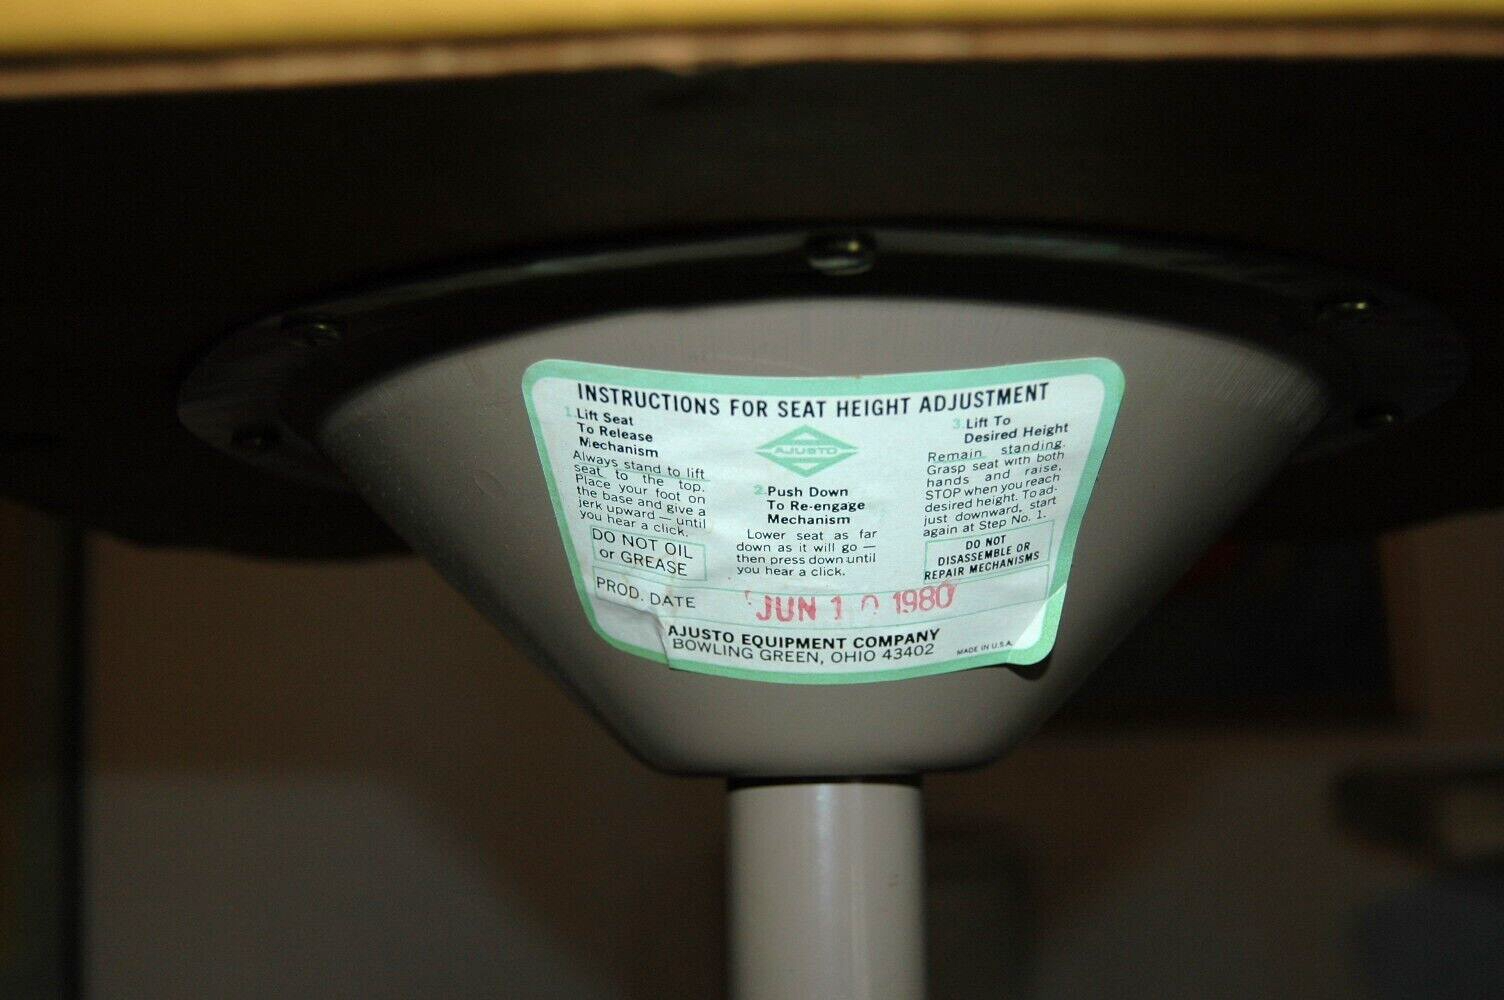 INSTRUCTIONS FOR SEAT HEIGHT ADJUSTMENT
1. Lift Seat
To Release
Mechanism
Always stand to lift
seat to the top.
Place your foot on
the base and give a
jerk upward — until
you hear a click.
DO NOT OIL
or GREASE
AJUSTO
2. Push Down
To Re-engage
Mechanism
Lower seat as far
down as it will go —
then press down until
you hear a click.
3. Lift To
Desired Height
Remain standing.
Grasp seat with both
hands and raise,
STOP when you reach
desired height. To ad-
just downward, start
again at Step No. 1.
DO NOT
DISASSEMBLE OR
REPAIR MECHANISMS
PROD. DATE JUN 10 1980
AJUSTO EQUIPMENT COMPANY
BOWLING GREEN, OHIO 43402
MADE IN U.S.A.